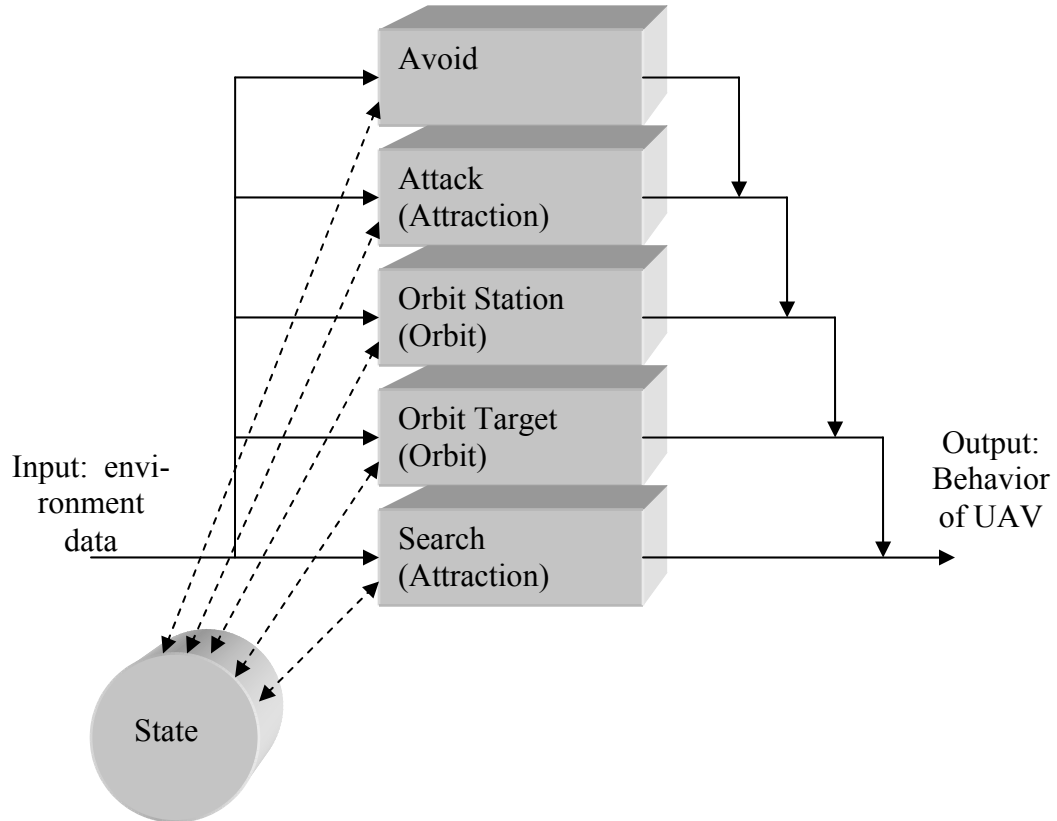 Avoid
Attack
(Attraction)
Orbit Station
(Orbit)
Orbit Target
(Orbit)
Search
(Attraction)
Input:  envi-
ronment
data
Output:
Behavior
of UAV
State